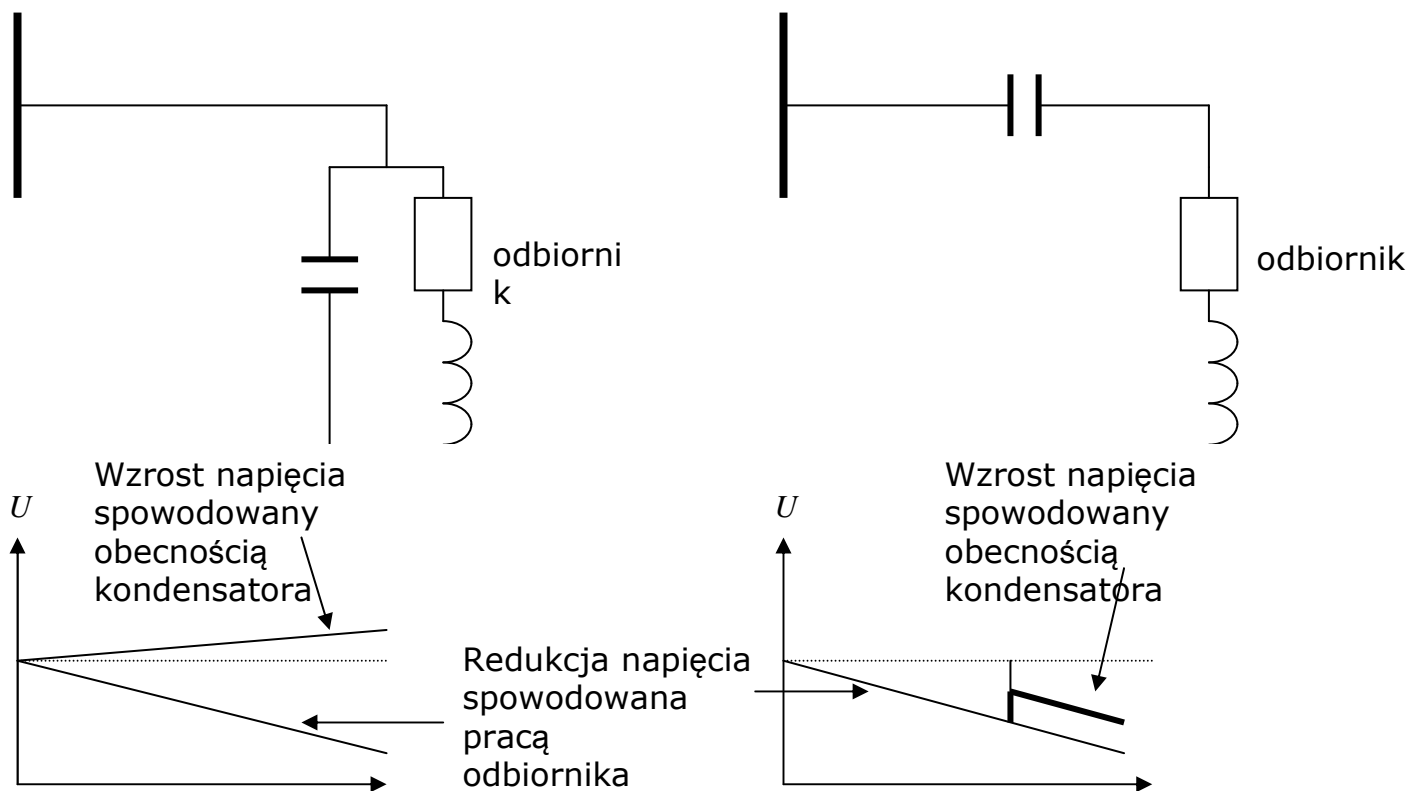 odbiorni
k
odbiornik
Wzrost napięcia
spowodowany
obecnością
kondensatora
U
Wzrost napięcia
spowodowany
obecnością
kondensatora
U
Redukcja napięcia
spowodowana
pracą
odbiornika